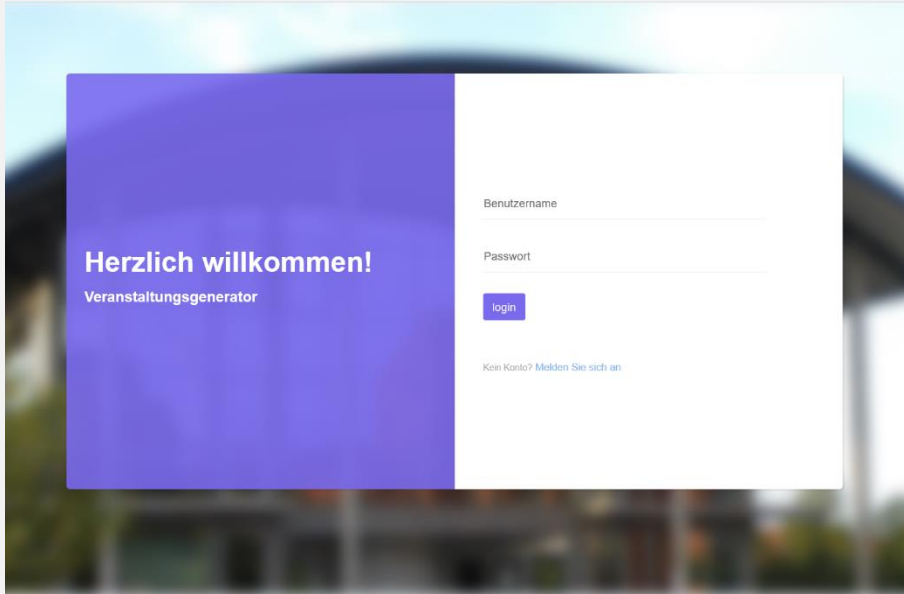 Herzlich willkommen!
Veranstaltungsgenerator
Benutzername
Passwort
login
Kein Konto? Melden Sie sich an